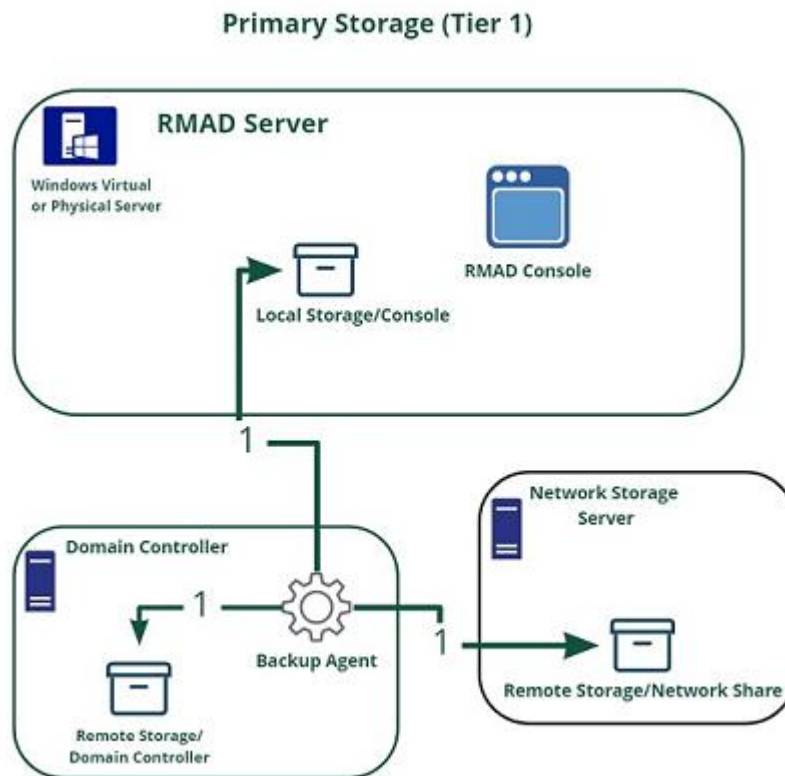 Primary Storage (Tier 1)
RMAD Server
Windows Virtual
or Physical Server
RMAD Console
Local Storage/Console
1
Network Storage
Server
Domain Controller
1
1
Backup Agent
Remote Storage/Network Share
Remote Storage/
Domain Controller